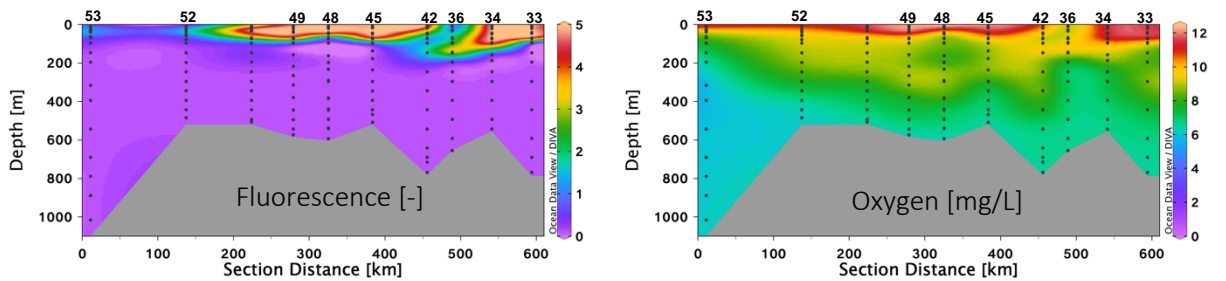 53 52 49 48 45 42 36 34 33
0
200
400
600
800
1000
Depth [m]
Fluorescence [-]
0 100 200 300 400 500 600
Section Distance [km]
5
4
3
2
1
0
Ocean Data View / DIVA
53 52 49 48 45 42 36 34 33
0
200
400
600
800
1000
Depth [m]
Oxygen [mg/L]
0 100 200 300 400 500 600
Section Distance [km]
12
10
8
6
4
2
0
Ocean Data View / DIVA